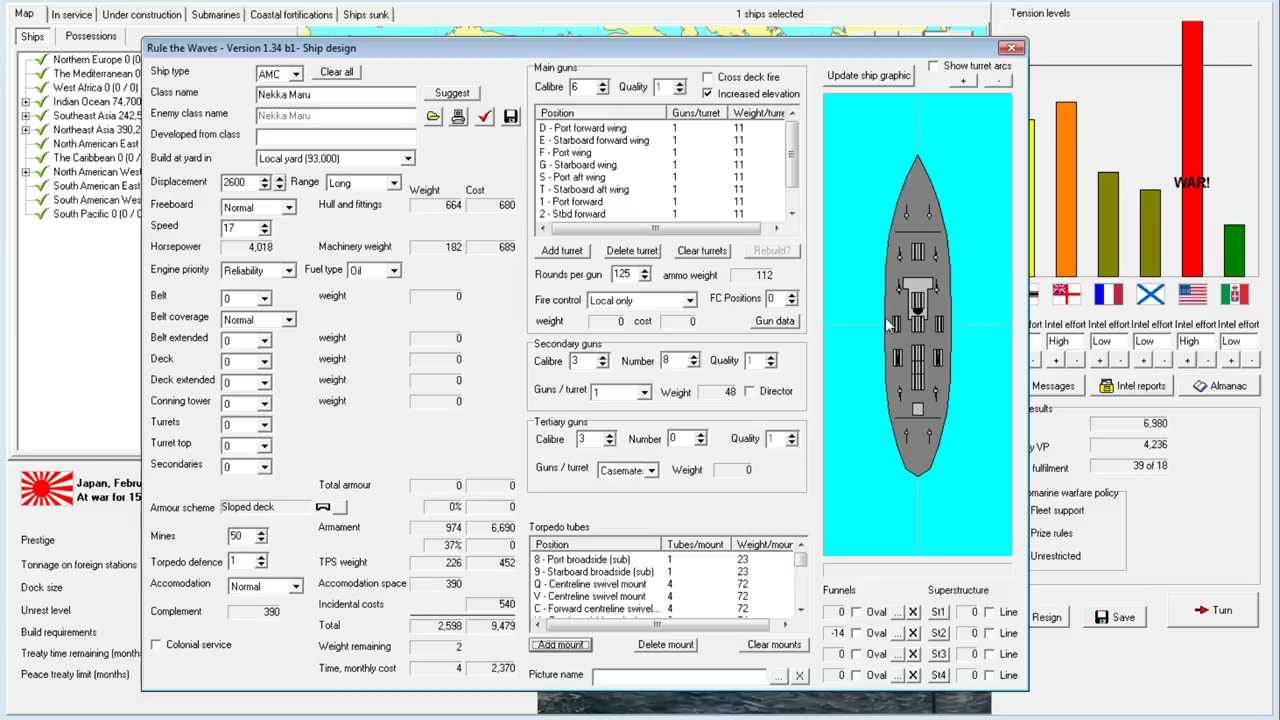 Map
In service
Under construction
Submarines
Coastal fortifications
Ships sunk
1 ships selected
Tension levels
Ships
Possessions
Northern Europe 0 (0
The Mediterranean 0
West Africa 0 (0 / 0)
Indian Ocean 74,700
Southeast Asia 242,5
Northeast Asia 390,2
North American East
The Caribbean 0 (0 /
North American West
South American East
South American West
South Pacific 0 (0 / 0
Japan, Febru
At war for 15
Prestige
Tonnage on foreign stations
Dock size
Unrest level
Build requirements
Treaty time remaining (month
Peace treaty limit (months)
Rule the Waves - Version 1.34 b1- Ship design
Ship type AMC Clear all
Class name Nekka Maru Suggest
Enemy class name Nekka Maru
Developed from class
Build at yard in Local yard (93,000)
Displacement 2600 Range Long
Weight Cost
Freeboard Normal Hull and fittings 664 680
Speed 17
Horsepower 4,018 Machinery weight 182 689
Engine priority Reliability Fuel type Oil
Belt 0 weight 0
Belt coverage Normal
Belt extended 0 weight 0
Deck 0 weight 0
Deck extended 0 weight 0
Conning tower 0 weight 0
Turrets 0
Turret top 0
Secondaries 0
Total armour 0 0
Armour scheme Sloped deck 0% 0
Mines 50 Armament 974 6,690
37% 0
Torpedo defence 1 TPS weight 226 452
Accomodation Normal Accomodation space 390
Complement 390 Incidental costs 540
Total 2,598 9,479
Colonial service Weight remaining 2
Time, monthly cost 4 2,370
Main guns
Calibre 6 Quality 1 Cross deck fire
Increased elevation
Position Guns/turret Weight/turre
D - Port forward wing 1 11
E - Starboard forward wing 1 11
F - Port wing 1 11
G - Starboard wing 1 11
S - Port aft wing 1 11
T - Starboard aft wing 1 11
1 - Port forward 1 11
2 - Stbd forward 1 11
Add turret Delete turret Clear turrets Rebuild?
Rounds per gun 125 ammo weight 112
Fire control Local only FC Positions 0
weight 0 cost 0 Gun data
Secondary guns
Calibre 3 Number 8 Quality 1
Guns / turret 1 Weight 48 Director
Tertiary guns
Calibre 3 Number 0 Quality 1
Guns / turret Casemate: Weight 0
Torpedo tubes
Position Tubes/mount Weight/mour
8 - Port broadside (sub) 1 23
9 - Starboard broadside (sub) 1 23
Q - Centreline swivel mount 4 72
V - Centreline swivel mount 4 72
C - Forward centreline swivel... 4 72
Add mount Delete mount Clear mounts
Picture name ... X
Update ship graphic Show turret arcs
+ -
Funnels Superstructure
0 Oval ... X St1 0 Line
-14 Oval ... X St2 0 Line
0 Oval ... X St3 0 Line
0 Oval ... X St4 0 Line
WAR!
Intel effort Intel effort Intel effort Intel effort Intel effort
High Low Low High Low
+ - + - + - + - + -
Messages Intel reports Almanac
esults
6,980
y VP 4,236
fulfilment 39 of 18
bmarine warfare policy
Fleet support
Prize rules
Unrestricted
Resign Save Turn